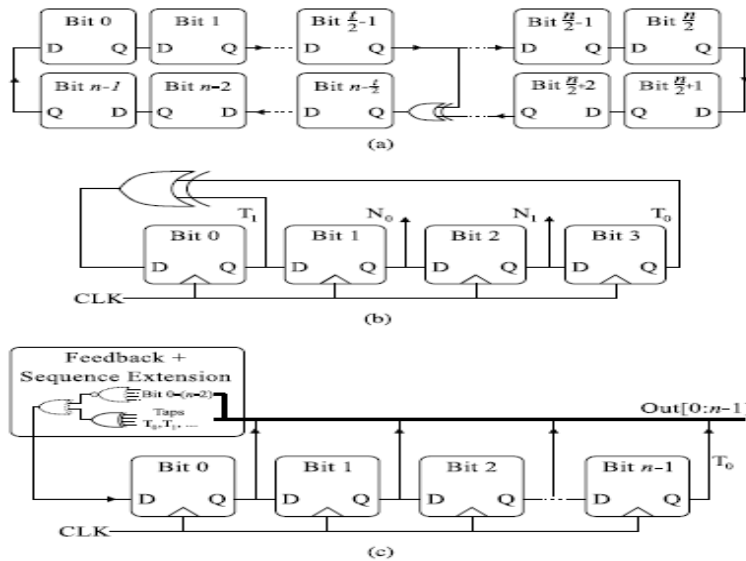 Bit 0 Bit 1 Bit t/2-1 Bit n/2-1 Bit n/2
D Q D Q D Q D Q D Q
Bit n-1 Bit n-2 Bit n-t/2 Bit n/2+2 Bit n/2+1
Q D Q D Q D Q D Q D
(a)
T1 N0 N1 T0
Bit 0 Bit 1 Bit 2 Bit 3
D Q D Q D Q D Q
CLK
(b)
Feedback +
Sequence Extension
Bit 0-(n-2)
Taps
T0,T1, ...
Out[0:n-1]
T0
Bit 0 Bit 1 Bit 2 Bit n-1
D Q D Q D Q D Q
CLK
(c)